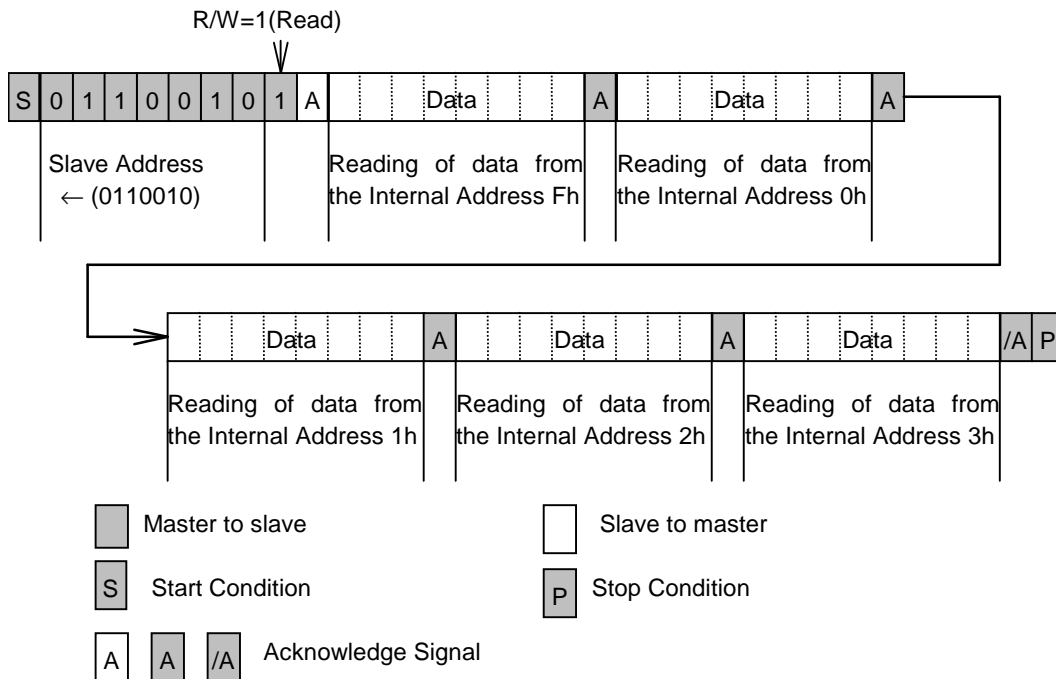 R/W=1(Read)
S 0 1 1 0 0 1 0 1 A Data A Data A
Slave Address
← (0110010)
Reading of data from
the Internal Address Fh
Reading of data from
the Internal Address 0h
Data A Data A Data /A P
Reading of data from
the Internal Address 1h
Reading of data from
the Internal Address 2h
Reading of data from
the Internal Address 3h
Master to slave
Slave to master
S Start Condition
P Stop Condition
A A /A Acknowledge Signal